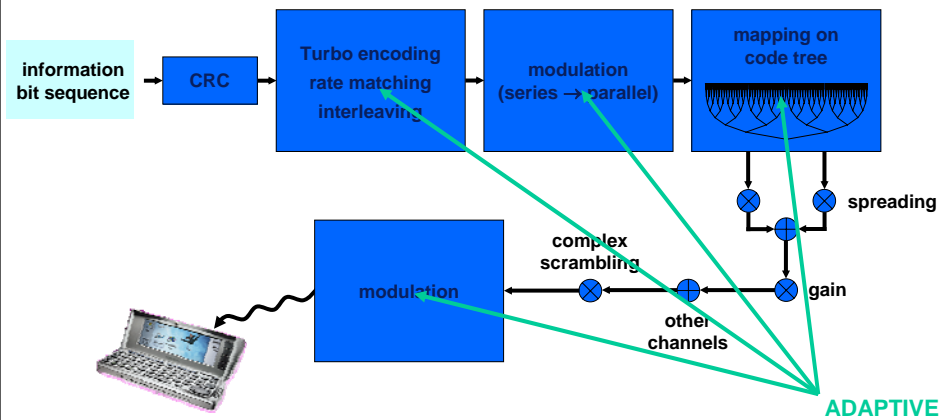 information
bit sequence
CRC
Turbo encoding
rate matching
interleaving
modulation
(series → parallel)
mapping on
code tree
spreading
gain
other
channels
complex
scrambling
modulation
ADAPTIVE